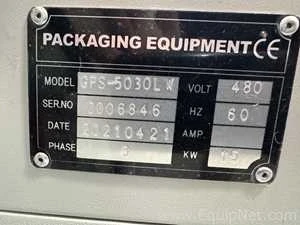 PACKAGING EQUIPMENT CE
MODEL GPS-5030LW VOLT 480
SER.NO 0006846 HZ 60
DATE 20210421 AMP
PHASE KW 15
© EquipNet.com